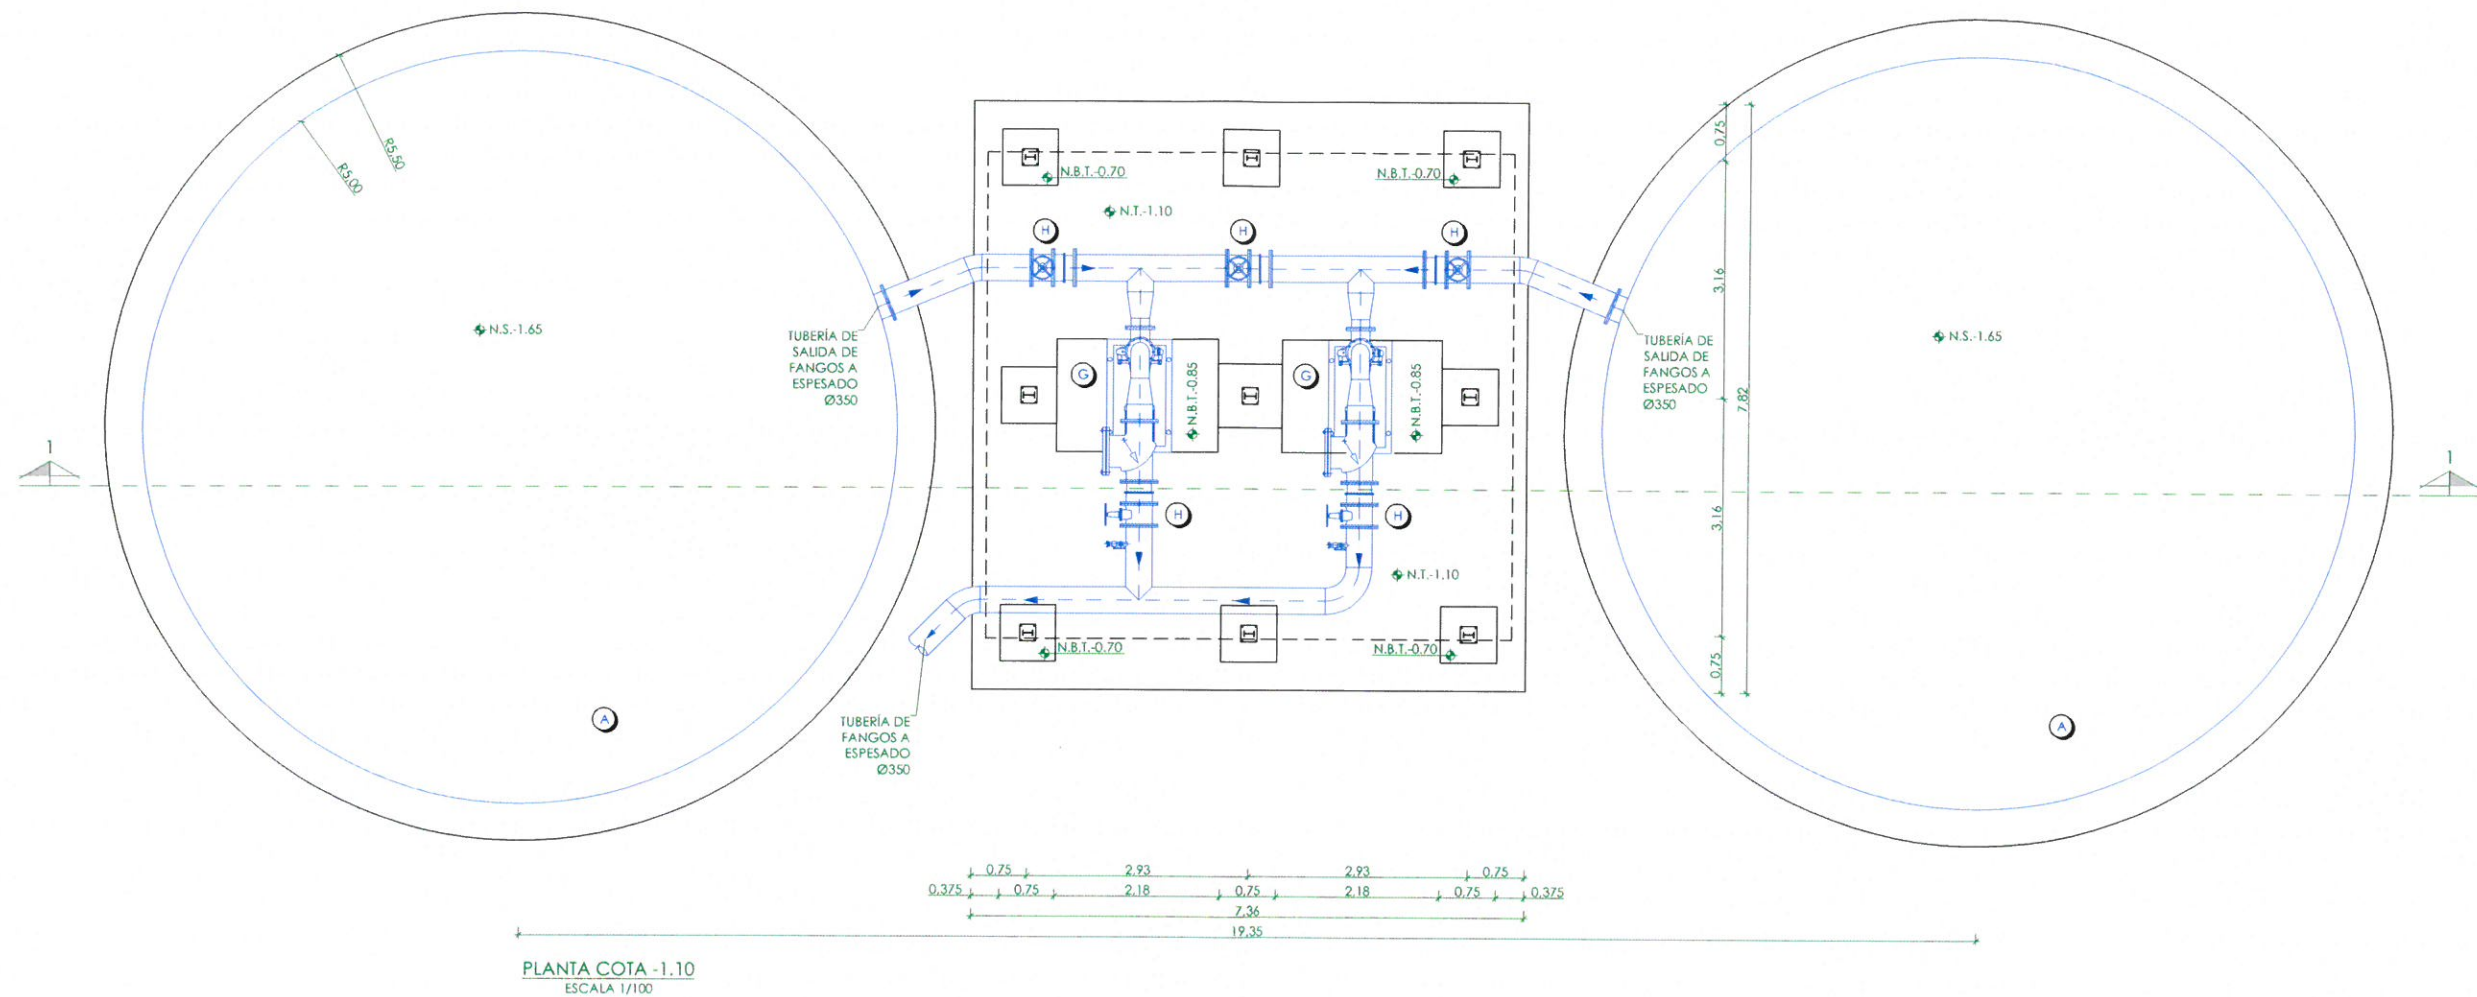 R5,50
R5,00
N.B.T.-0.70
N.B.T.-0.70
N.T.-1.10
H
H
H
0,75
3,16
7,82
3,16
0,75
N.S.-1.65
N.S.-1.65
TUBERÍA DE
SALIDA DE
FANGOS A
ESPESADO
Ø350
TUBERÍA DE
SALIDA DE
FANGOS A
ESPESADO
Ø350
G
N.B.T.-0.85
G
N.B.T.-0.85
1
1
H
H
N.T.-1.10
N.B.T.-0.70
N.B.T.-0.70
TUBERÍA DE
FANGOS A
ESPESADO
Ø350
A
A
0,75 2,93 2,93 0,75
0,375 0,75 2,18 0,75 2,18 0,75 0,375
7,36
19,35
PLANTA COTA -1.10
ESCALA 1/100